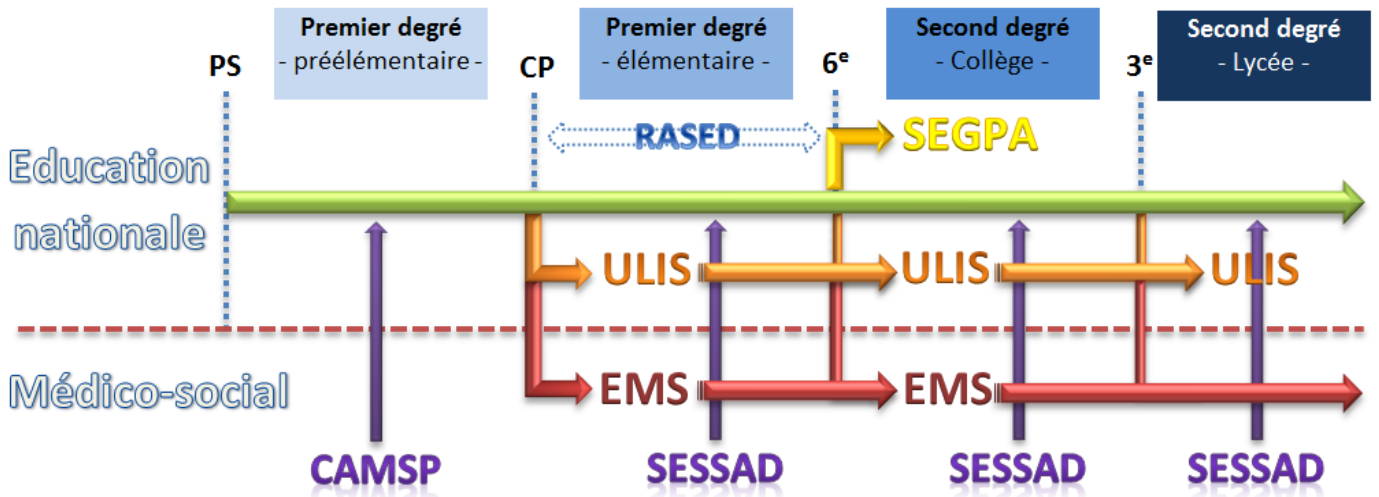 PS
Premier degré
- préélémentaire -
CP
Premier degré
- élémentaire -
6e
Second degré
- Collège -
3e
Second degré
- Lycée -
RASED
SEGPA
Education
nationale
ULIS
ULIS
ULIS
Médico-social
EMS
EMS
CAMSP
SESSAD
SESSAD
SESSAD